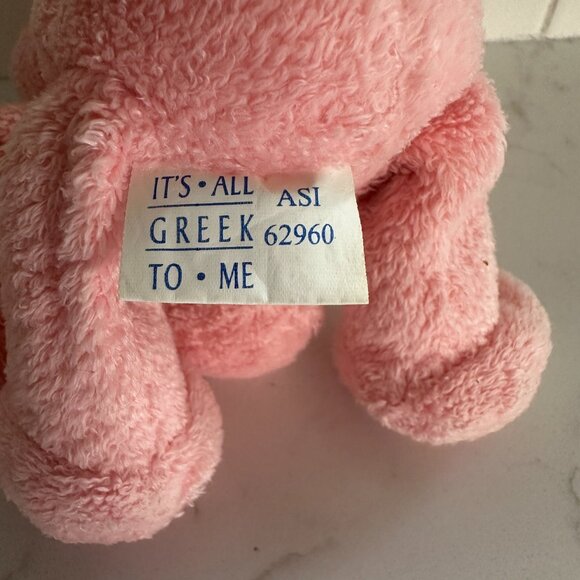 IT'S • ALL
GREEK
TO • ME
ASI
62960